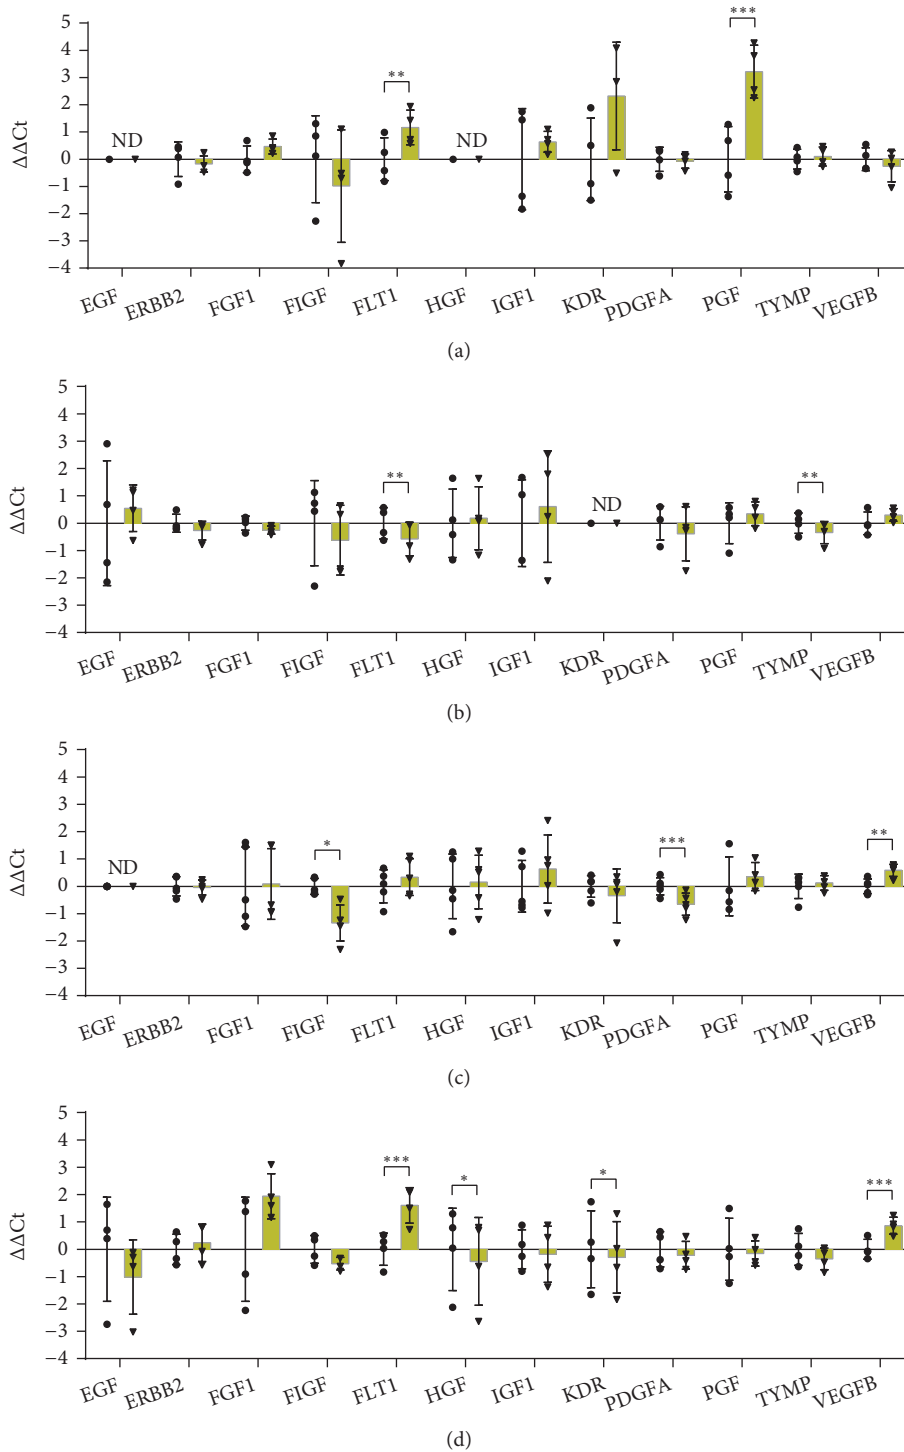 ***
5
4
3
2
1
0
−1
−2
−3
−4
ΔΔCt
**
ND
ND
EGF
ERBB2
FGF1
FIGF
FLT1
HGF
IGF1
KDR
PDGFA
PGF
TYMP
VEGFB
(a)
5
4
3
2
1
0
−1
−2
−3
−4
ΔΔCt
**
ND
**
EGF
ERBB2
FGF1
FIGF
FLT1
HGF
IGF1
KDR
PDGFA
PGF
TYMP
VEGFB
(b)
5
4
3
2
1
0
−1
−2
−3
−4
ΔΔCt
ND
*
***
**
EGF
ERBB2
FGF1
FIGF
FLT1
HGF
IGF1
KDR
PDGFA
PGF
TYMP
VEGFB
(c)
5
4
3
2
1
0
−1
−2
−3
−4
ΔΔCt
***
*
*
***
EGF
ERBB2
FGF1
FIGF
FLT1
HGF
IGF1
KDR
PDGFA
PGF
TYMP
VEGFB
(d)